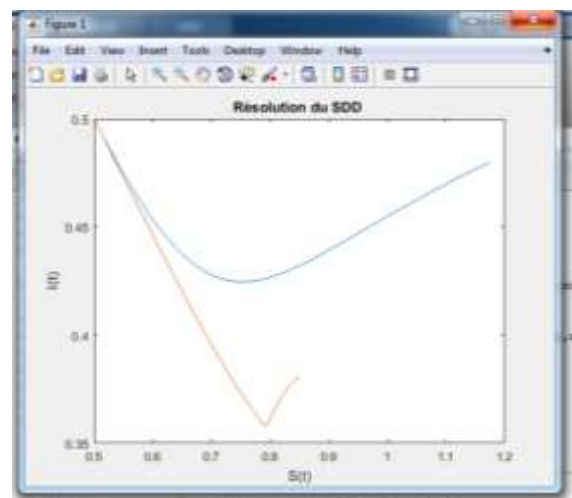 Figure 1
File Edit View Insert Tools Desktop Window Help
Résolution du SDD
0.5
0.45
0.4
0.35
I(t)
0.5 0.6 0.7 0.8 0.9 1 1.1 1.2
S(t)